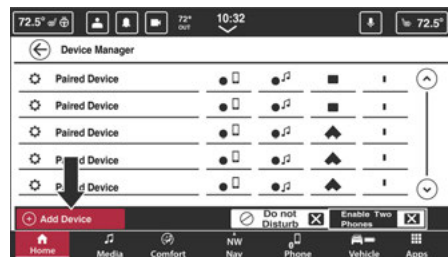 72.5° 72° OUT 10:32 72.5°
Device Manager
Paired Device
Paired Device
Paired Device
Paired Device
Paired Device
Add Device Do not Disturb Enable Two Phones
Home Media Comfort NW Nav 0 Phone Vehicle Apps